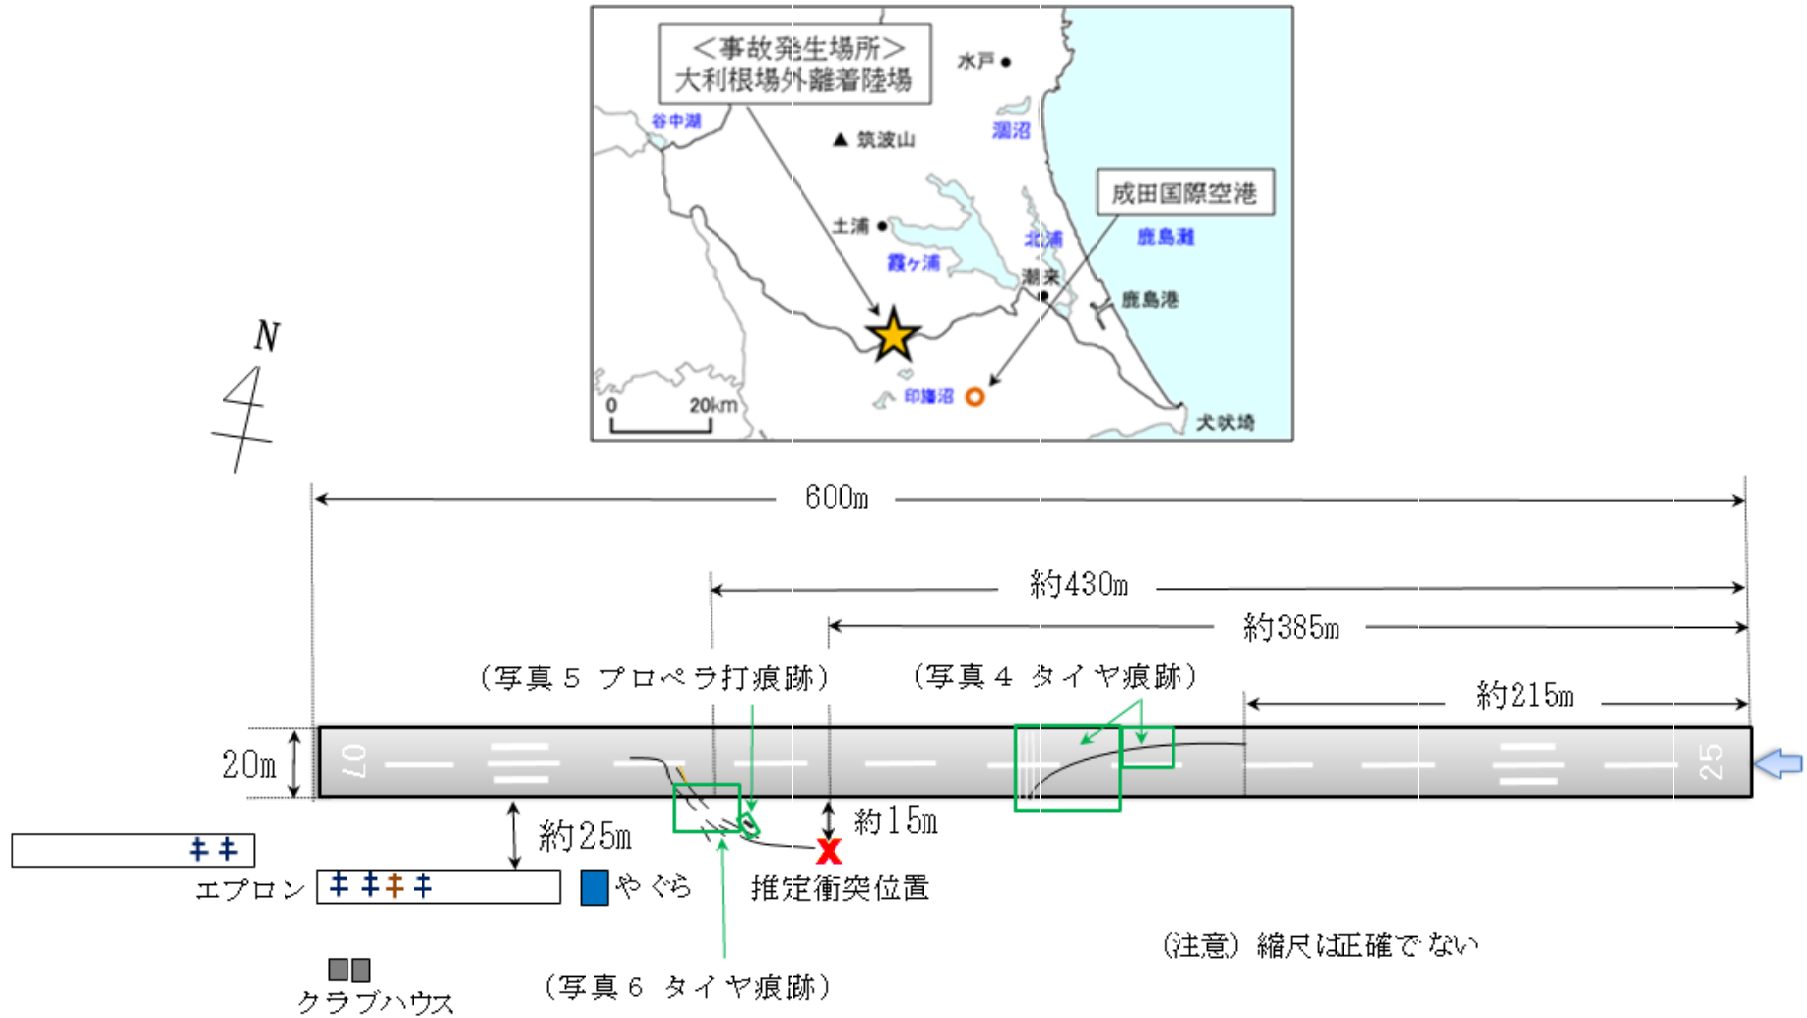 ＜事故発生場所＞
大利根場外離着陸場
水戸
谷中湖
涸沼
筑波山
成田国際空港
土浦
北浦
鹿島灘
霞ヶ浦
潮来
鹿島港
印旛沼
0 20km
犬吠埼
N
600m
約430m
約385m
（写真５ プロペラ打痕跡）
（写真４ タイヤ痕跡）
約215m
20m
07
25
約25m
約15m
X
エプロン
やぐら
推定衝突位置
（注意）縮尺は正確でない
（写真６ タイヤ痕跡）
クラブハウス